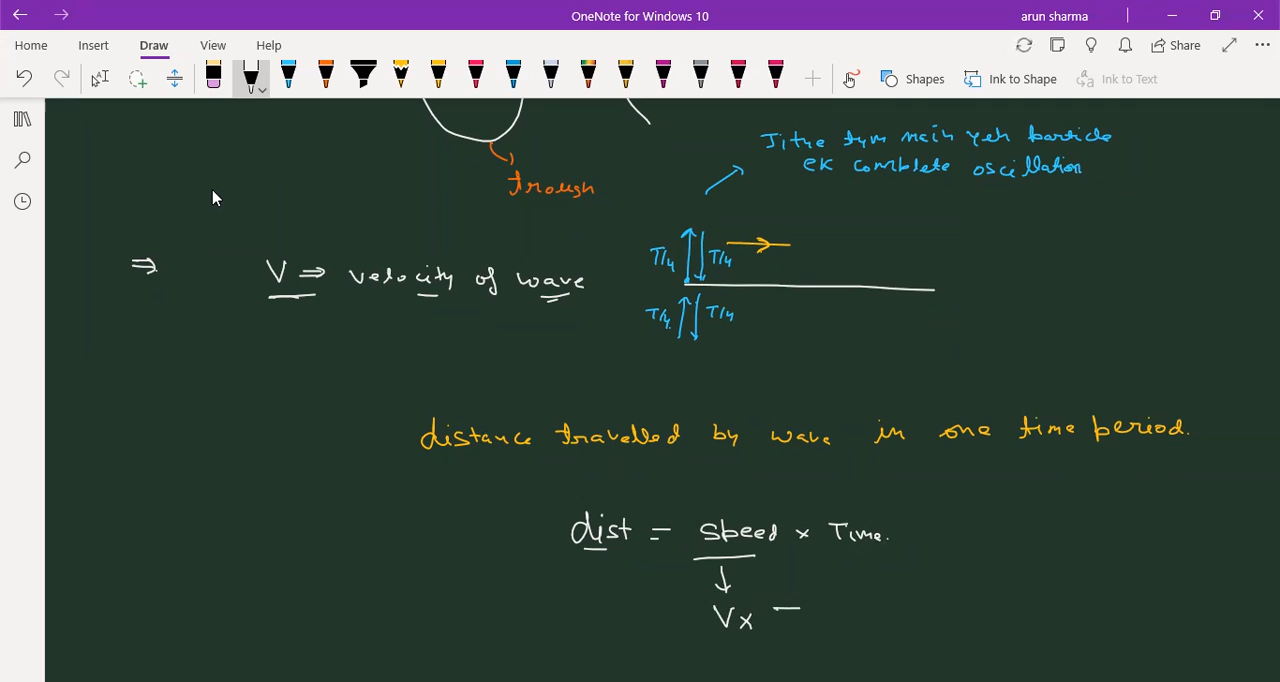 OneNote for Windows 10
arun sharma
Home Insert Draw View Help
Share
Shapes Ink to Shape Ink to Text
Jitne tym main yeh particle
ek complete oscillation
trough
V ⇒ velocity of wave
T/4 T/4
T/4 T/4
distance travelled by wave in one time period.
dist = speed × Time.
↓
V×